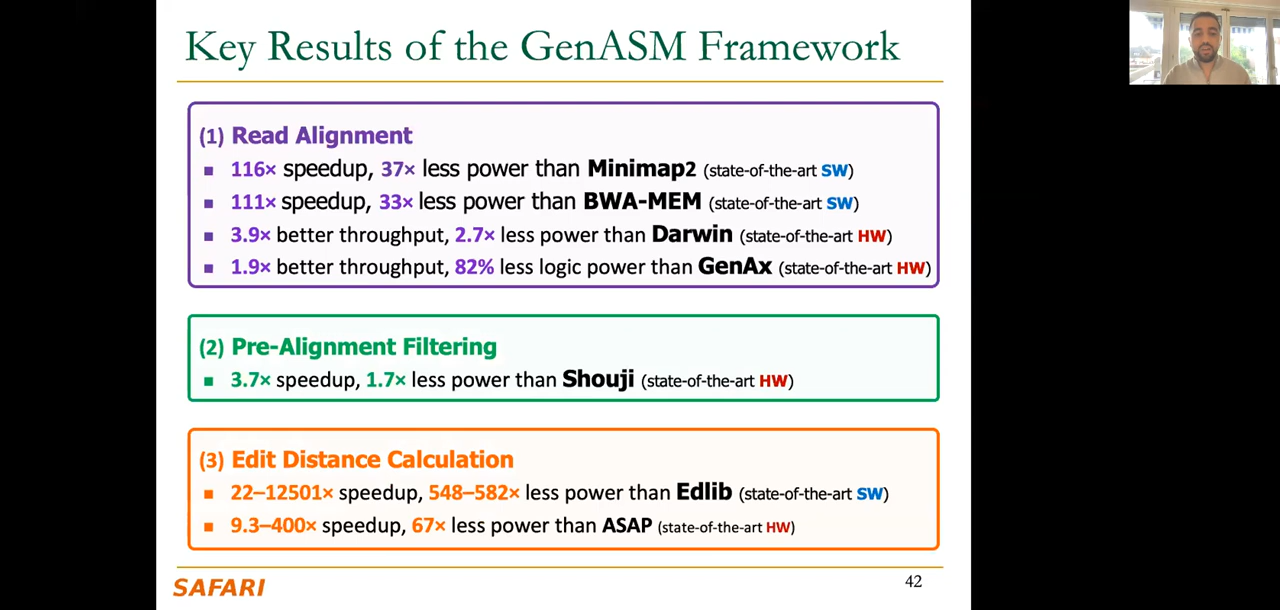 Key Results of the GenASM Framework
(1) Read Alignment
▪ 116× speedup, 37× less power than Minimap2 (state-of-the-art SW)
▪ 111× speedup, 33× less power than BWA-MEM (state-of-the-art SW)
▪ 3.9× better throughput, 2.7× less power than Darwin (state-of-the-art HW)
▪ 1.9× better throughput, 82% less logic power than GenAx (state-of-the-art HW)
(2) Pre-Alignment Filtering
▪ 3.7× speedup, 1.7× less power than Shouji (state-of-the-art HW)
(3) Edit Distance Calculation
▪ 22–12501× speedup, 548–582× less power than Edlib (state-of-the-art SW)
▪ 9.3–400× speedup, 67× less power than ASAP (state-of-the-art HW)
SAFARI
42